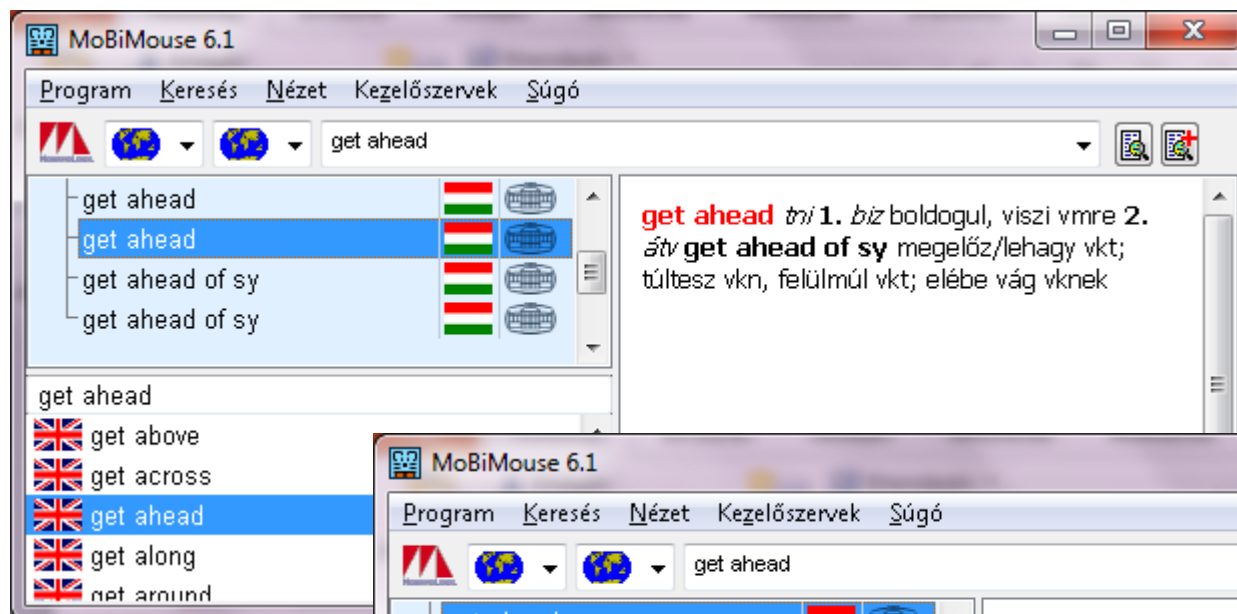 MoBiMouse 6.1
Program Keresés Nézet Kezelőszervek Súgó
get ahead
get ahead
get ahead
get ahead of sy
get ahead of sy
get ahead tni 1. biz boldogul, viszi vmre 2.
átv get ahead of sy megelőz/lehagy vkt;
túltesz vkn, felülmúl vkt; elébe vág vknek
get ahead
get above
get across
get ahead
get along
get around
MoBiMouse 6.1
Program Keresés Nézet Kezelőszervek Súgó
get ahead